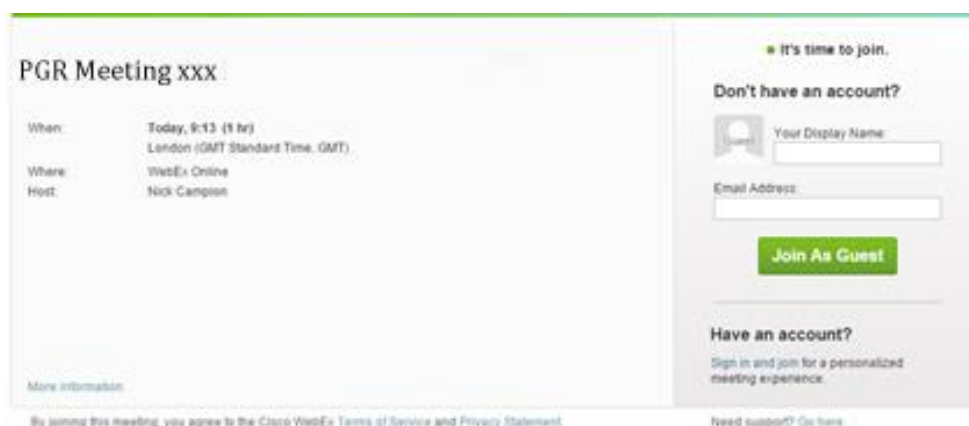 PGR Meeting xxx
When: Today, 9:13 (1 hr)
London (GMT Standard Time, GMT)
Where: WebEx Online
Host: Nick Campion
More information
By joining this meeting, you agree to the Cisco WebEx Terms of Service and Privacy Statement.
It's time to join.
Don't have an account?
Guest
Your Display Name:
Email Address:
Join As Guest
Have an account?
Sign in and join for a personalized
meeting experience.
Need support? Go here